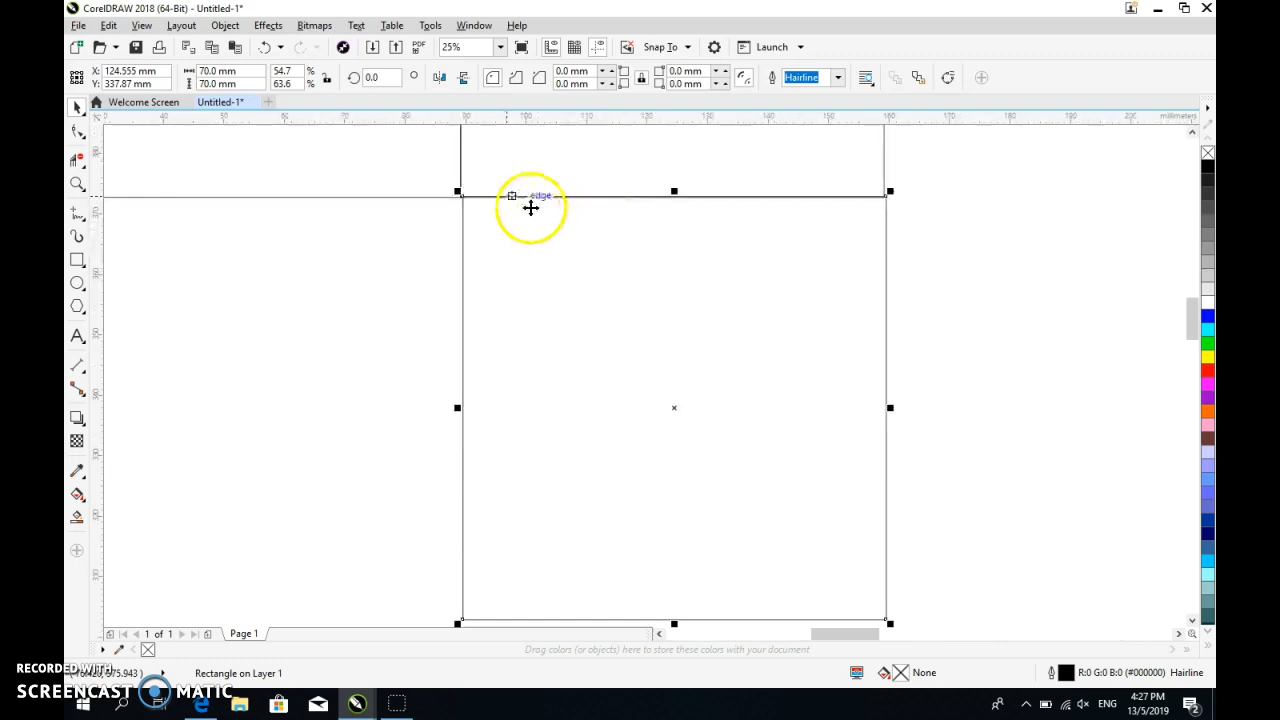 CorelDRAW 2018 (64-Bit) - Untitled-1*
File Edit View Layout Object Effects Bitmaps Text Table Tools Window Help
PDF 25% Snap To Launch
X: 124.555 mm 70.0 mm 54.7 % 0.0 0.0 mm 0.0 mm Hairline
Y: 337.87 mm 70.0 mm 63.6 % 0.0 mm 0.0 mm
Welcome Screen Untitled-1*
millimeters
edge
1 of 1 Page 1
Drag colors (or objects) here to store these colors with your document
Rectangle on Layer 1 None R:0 G:0 B:0 (#000000) Hairline
RECORDED WITH
SCREENCAST MATIC
ENG 4:27 PM
13/5/2019
2